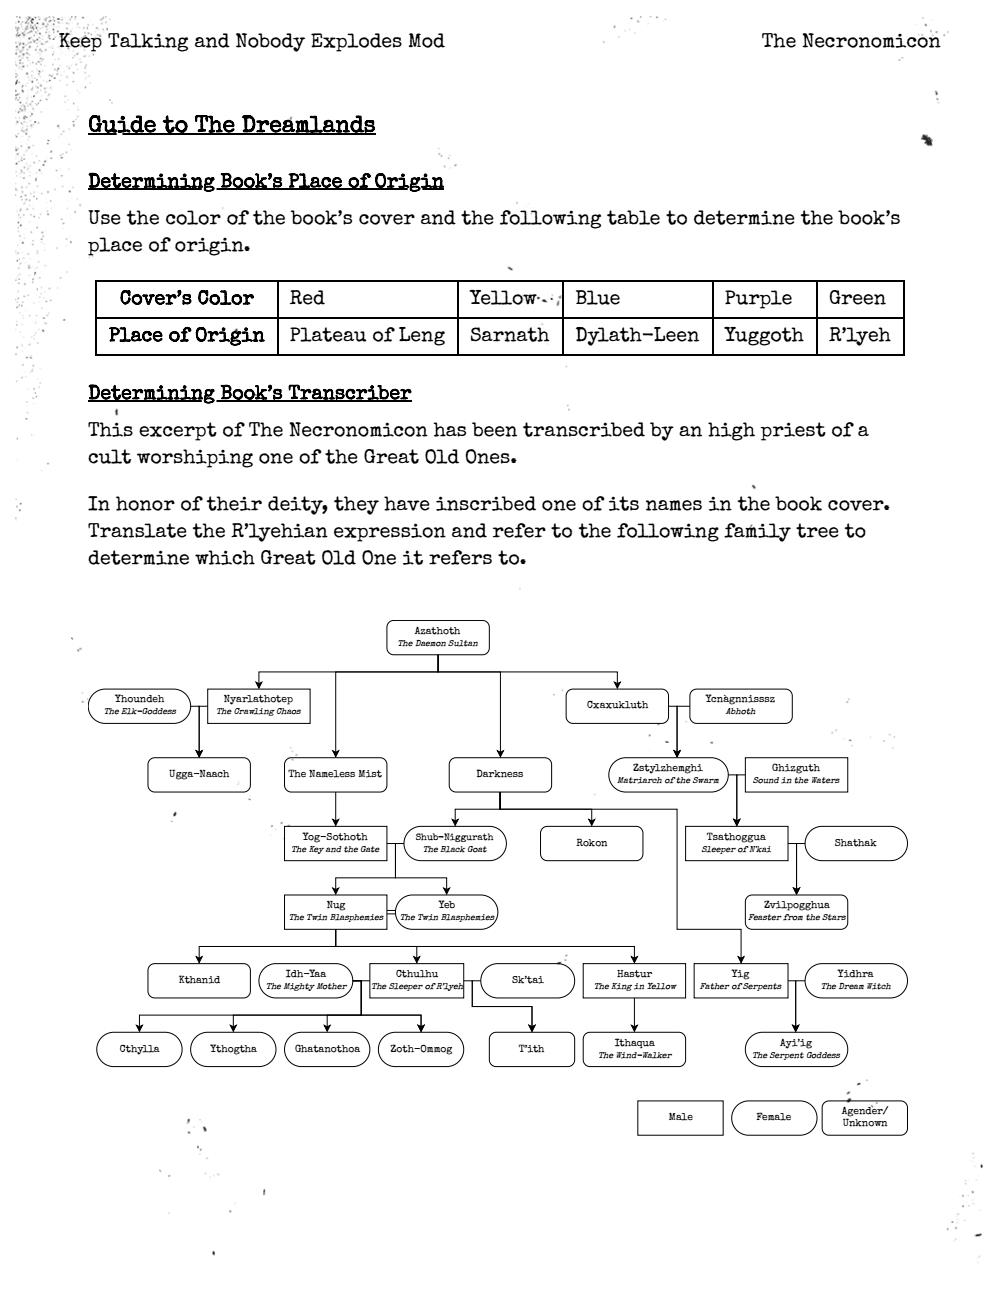 Keep Talking and Nobody Explodes Mod The Necronomicon
Guide to The Dreamlands
Determining Book's Place of Origin
Use the color of the book's cover and the following table to determine the book's
place of origin.
Cover's Color Red Yellow Blue Purple Green
Place of Origin Plateau of Leng Sarnath Dylath-Leen Yuggoth R'lyeh
Determining Book's Transcriber
This excerpt of The Necronomicon has been transcribed by an high priest of a
cult worshiping one of the Great Old Ones.
In honor of their deity, they have inscribed one of its names in the book cover.
Translate the R'lyehian expression and refer to the following family tree to
determine which Great Old One it refers to.
Azathoth
The Daemon Sultan
Yhoundeh
The Elk-Goddess
Nyarlathotep
The Crawling Chaos
Cxaxukluth
Ycnàgnnisssz
Abhoth
Ugga-Naach
The Nameless Mist
Darkness
Zstylzhemghi
Matriarch of the Swarm
Ghizguth
Sound in the Waters
Yog-Sothoth
The Key and the Gate
Shub-Niggurath
The Black Goat
Rokon
Tsathoggua
Sleeper of N'kai
Shathak
Nug
The Twin Blasphemies
Yeb
The Twin Blasphemies
Zvilpogghua
Feaster from the Stars
Kthanid
Idh-Yaa
The Mighty Mother
Cthulhu
The Sleeper of R'lyeh
Sk'tai
Hastur
The King in Yellow
Yig
Father of Serpents
Yidhra
The Dream Witch
Cthylla
Ythogtha
Ghatanothoa
Zoth-Ommog
T'ith
Ithaqua
The Wind-Walker
Ayi'ig
The Serpent Goddess
Male
Female
Agender/
Unknown